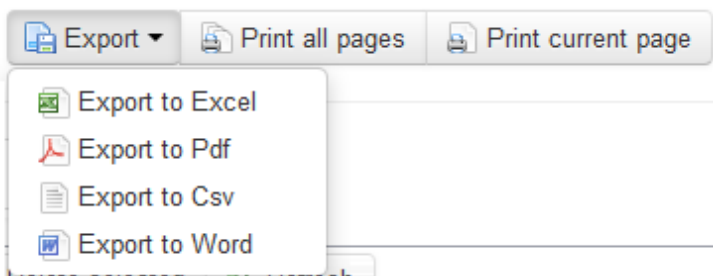 Export Print all pages Print current page
Export to Excel
Export to Pdf
Export to Csv
Export to Word